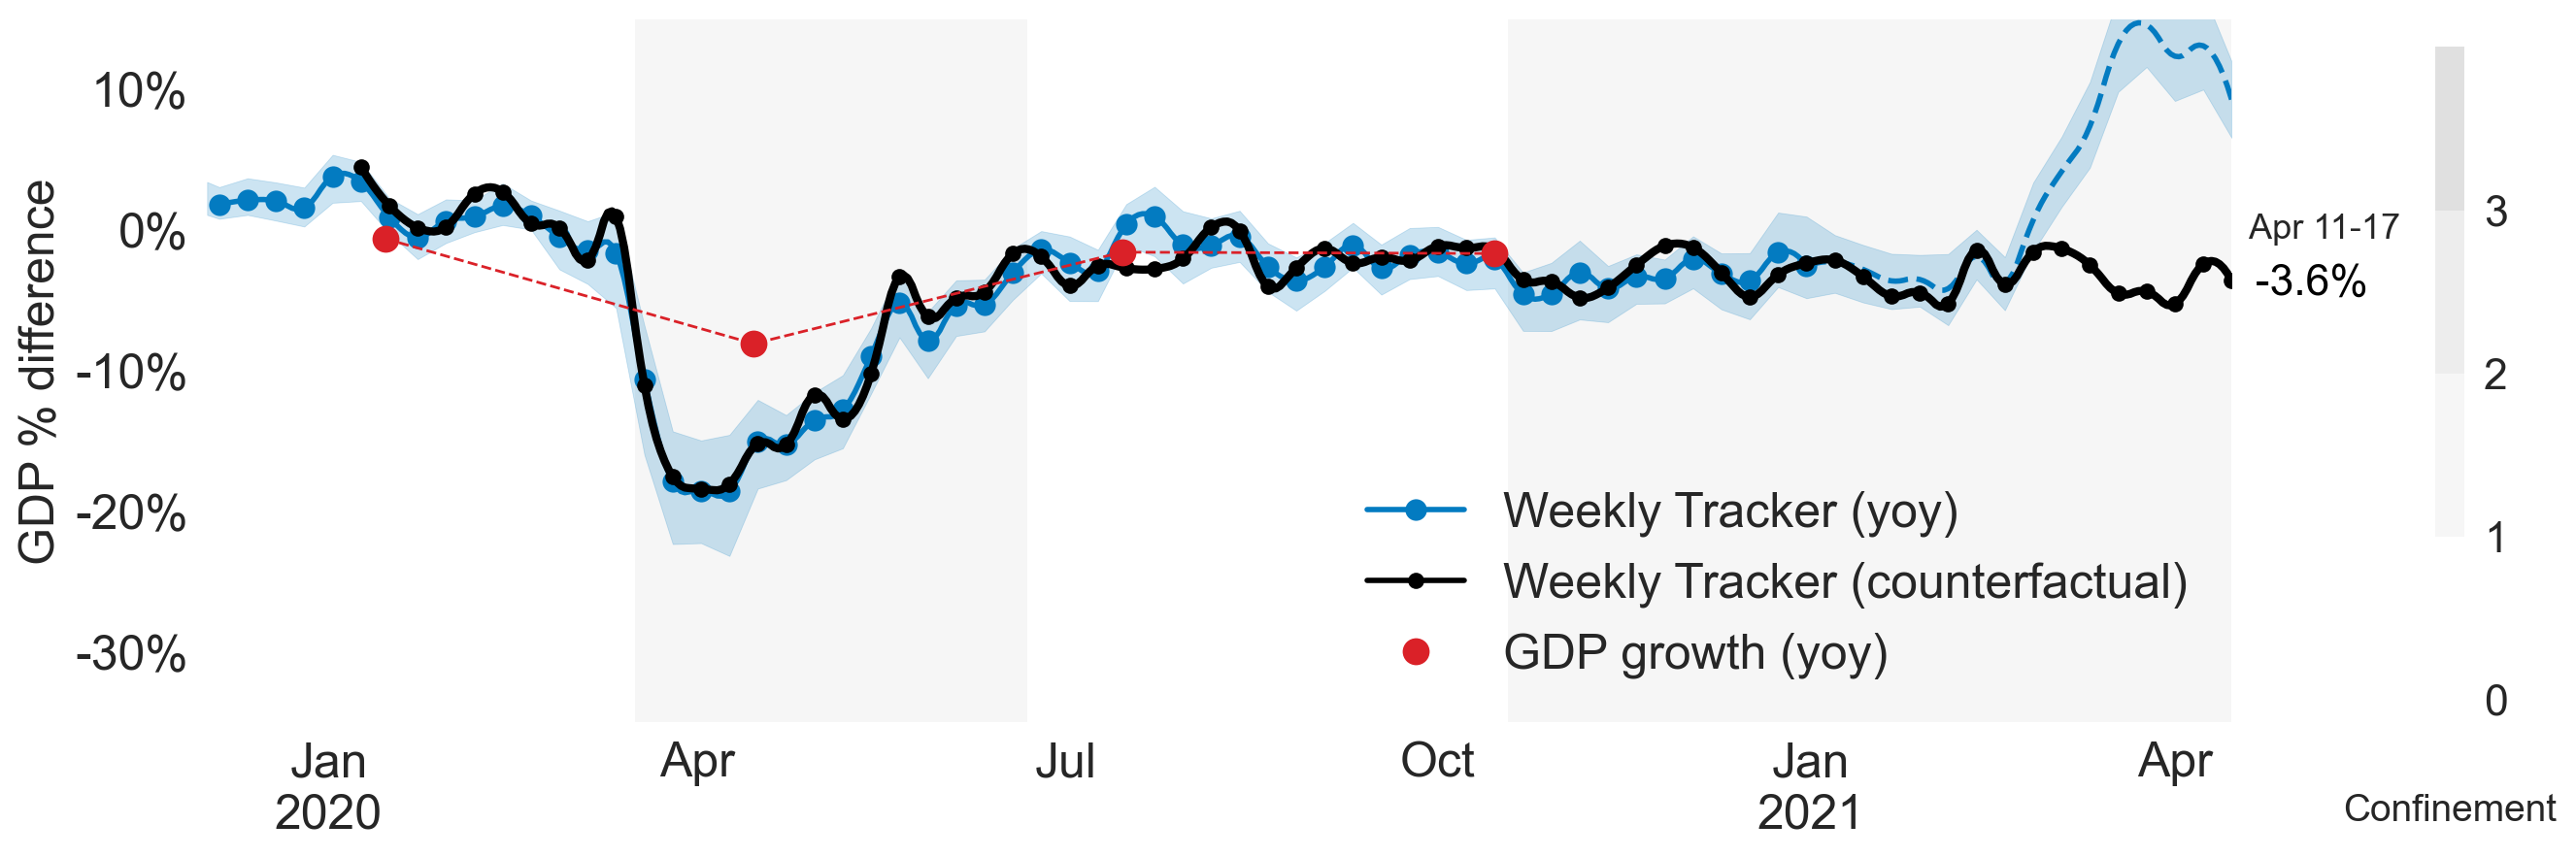 GDP % difference
10%
0%
-10%
-20%
-30%
Jan
2020
Apr
Jul
Oct
Jan
2021
Apr
Weekly Tracker (yoy)
Weekly Tracker (counterfactual)
GDP growth (yoy)
Apr 11-17
-3.6%
3
2
1
0
Confinement